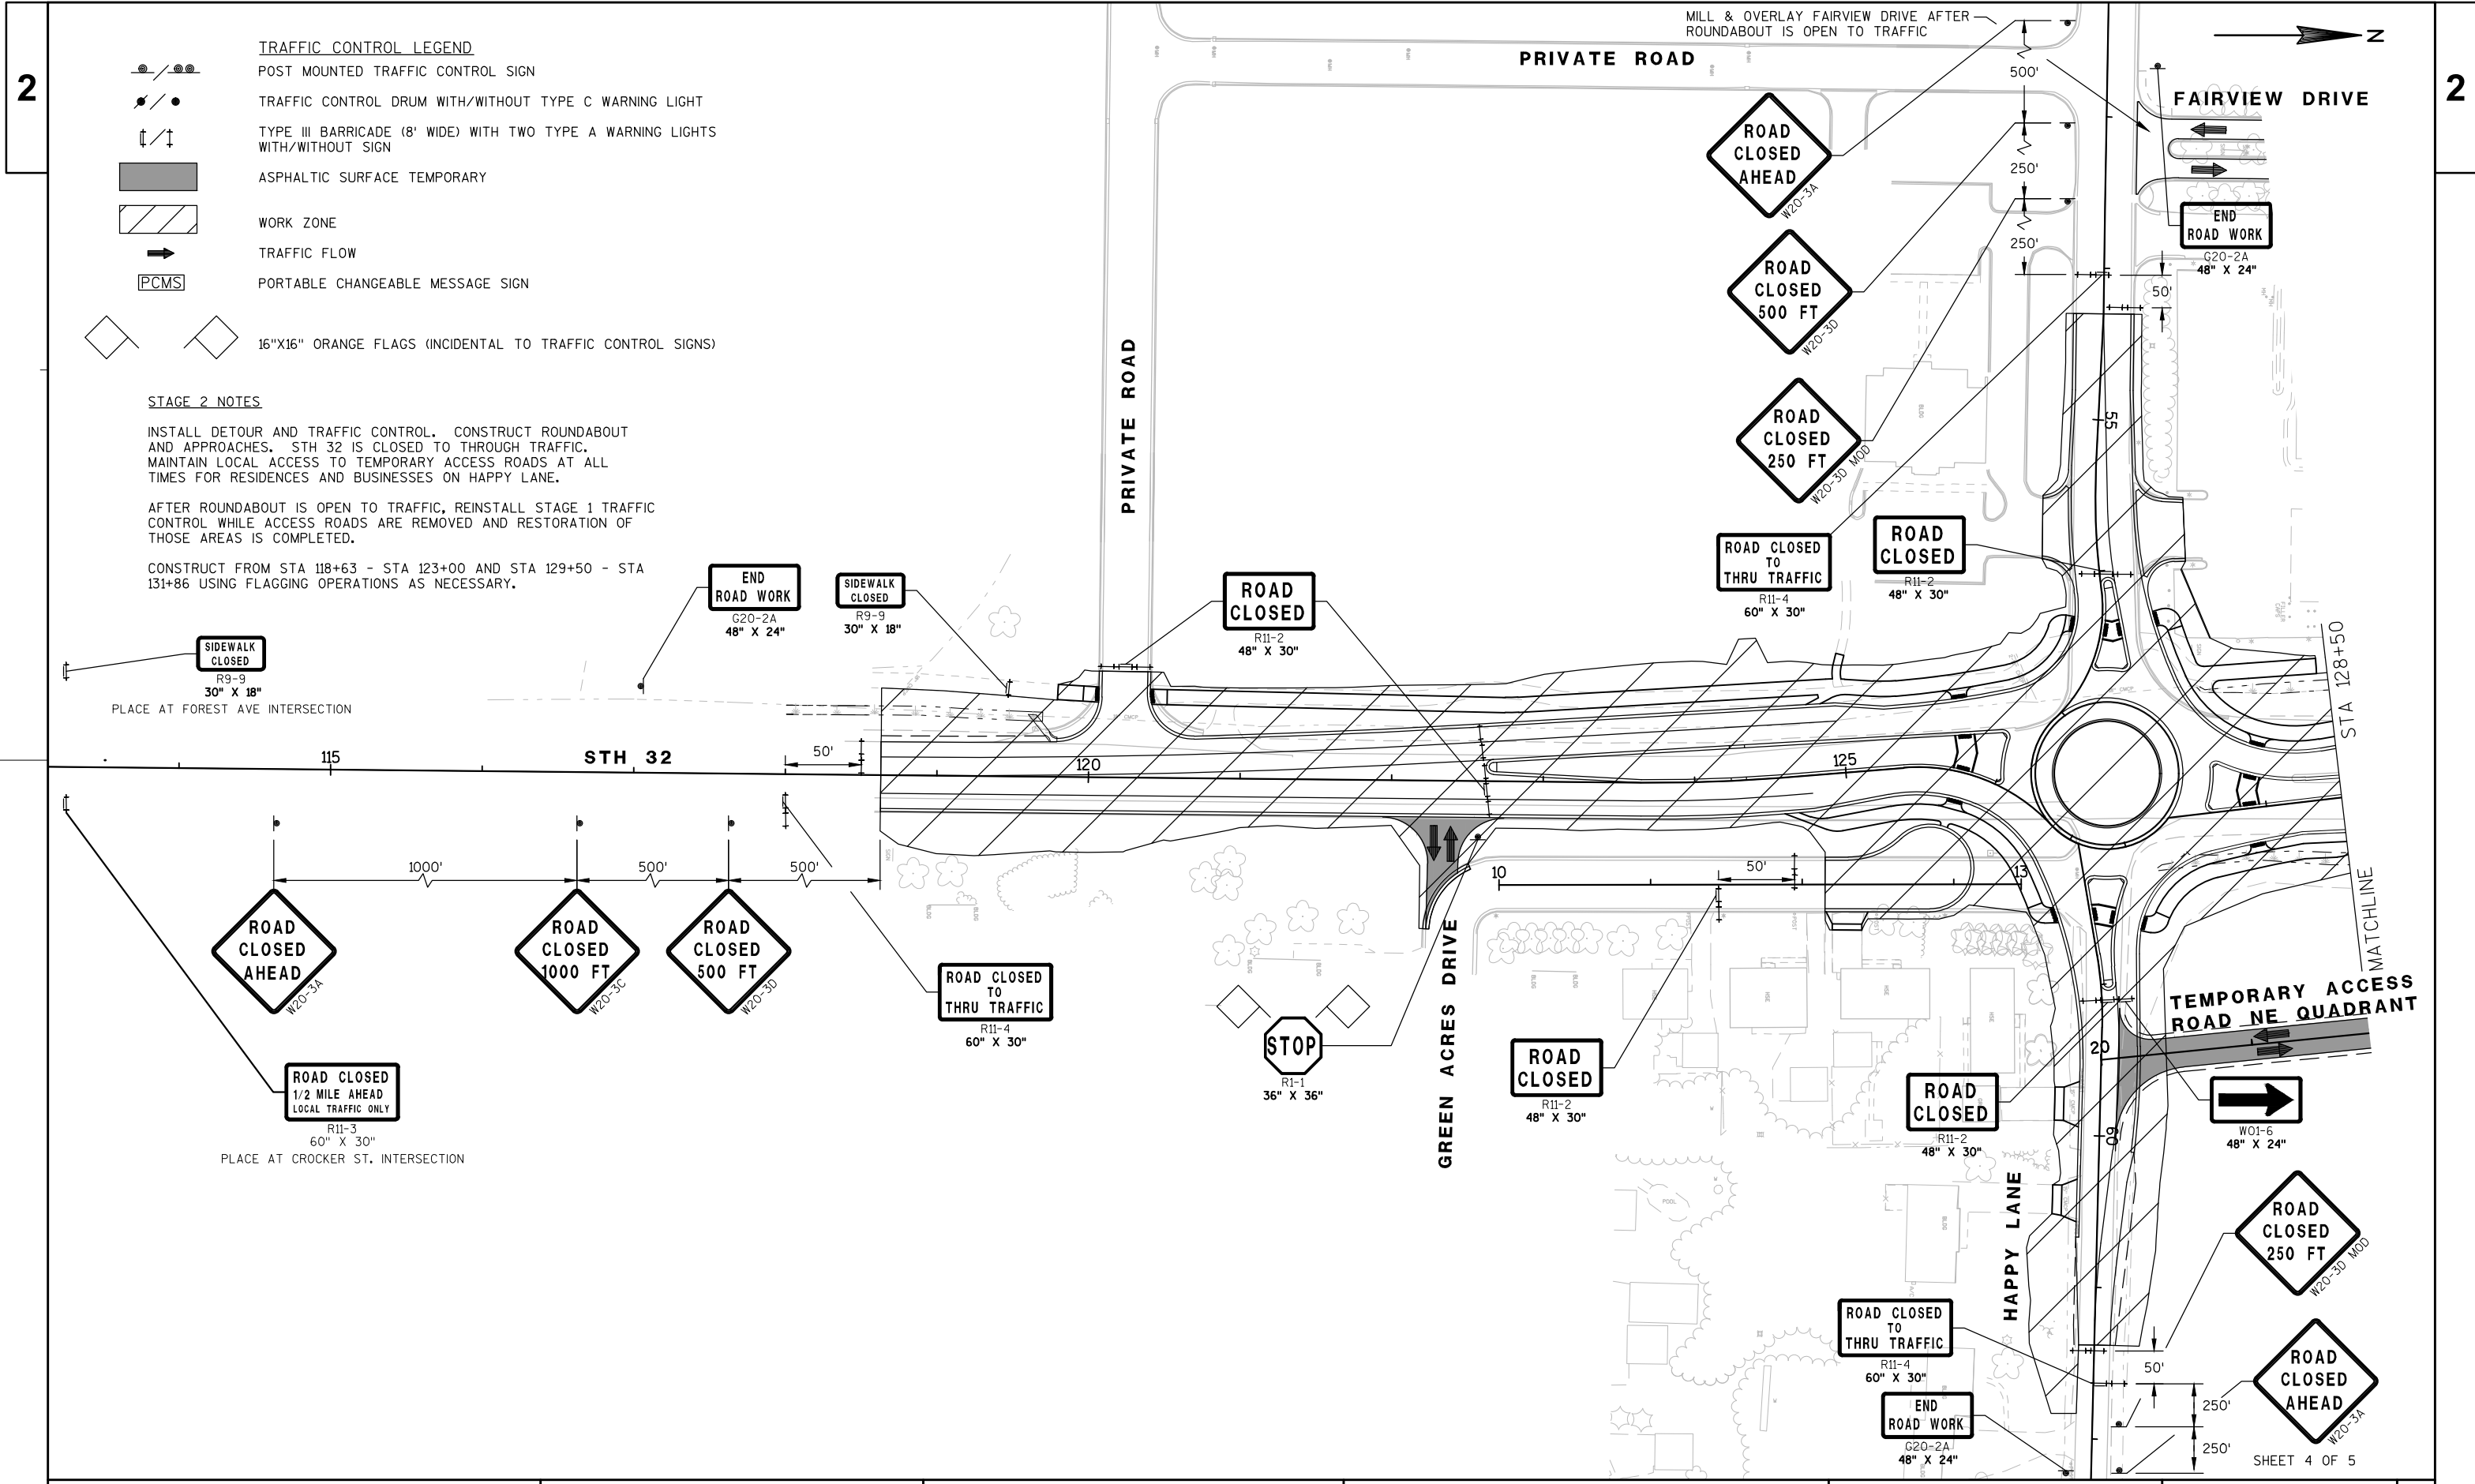 2
TRAFFIC CONTROL LEGEND
POST MOUNTED TRAFFIC CONTROL SIGN
TRAFFIC CONTROL DRUM WITH/WITHOUT TYPE C WARNING LIGHT
TYPE III BARRICADE (8' WIDE) WITH TWO TYPE A WARNING LIGHTS
WITH/WITHOUT SIGN
ASPHALTIC SURFACE TEMPORARY
WORK ZONE
TRAFFIC FLOW
PCMS
PORTABLE CHANGEABLE MESSAGE SIGN
16"X16" ORANGE FLAGS (INCIDENTAL TO TRAFFIC CONTROL SIGNS)
STAGE 2 NOTES
INSTALL DETOUR AND TRAFFIC CONTROL. CONSTRUCT ROUNDABOUT
AND APPROACHES. STH 32 IS CLOSED TO THROUGH TRAFFIC.
MAINTAIN LOCAL ACCESS TO TEMPORARY ACCESS ROADS AT ALL
TIMES FOR RESIDENCES AND BUSINESSES ON HAPPY LANE.
AFTER ROUNDABOUT IS OPEN TO TRAFFIC, REINSTALL STAGE 1 TRAFFIC
CONTROL WHILE ACCESS ROADS ARE REMOVED AND RESTORATION OF
THOSE AREAS IS COMPLETED.
CONSTRUCT FROM STA 118+63 - STA 123+00 AND STA 129+50 - STA
131+86 USING FLAGGING OPERATIONS AS NECESSARY.
MILL & OVERLAY FAIRVIEW DRIVE AFTER
ROUNDABOUT IS OPEN TO TRAFFIC
PRIVATE ROAD
N
2
FAIRVIEW DRIVE
500'
250'
250'
50'
ROAD
CLOSED
AHEAD
W20-3A
ROAD
CLOSED
500 FT
W20-3D
ROAD
CLOSED
250 FT
W20-3D MOD
END
ROAD WORK
G20-2A
48" X 24"
PRIVATE ROAD
55
ROAD CLOSED
TO
THRU TRAFFIC
R11-4
60" X 30"
ROAD
CLOSED
R11-2
48" X 30"
SIDEWALK
CLOSED
R9-9
30" X 18"
PLACE AT FOREST AVE INTERSECTION
END
ROAD WORK
G20-2A
48" X 24"
SIDEWALK
CLOSED
R9-9
30" X 18"
ROAD
CLOSED
R11-2
48" X 30"
STA 128+50
MATCHLINE
115
STH 32
50'
120
125
1000'
500'
500'
10
50'
13
ROAD
CLOSED
AHEAD
W20-3A
ROAD
CLOSED
1000 FT
W20-3C
ROAD
CLOSED
500 FT
W20-3D
ROAD CLOSED
TO
THRU TRAFFIC
R11-4
60" X 30"
ROAD CLOSED
1/2 MILE AHEAD
LOCAL TRAFFIC ONLY
R11-3
60" X 30"
PLACE AT CROCKER ST. INTERSECTION
STOP
R1-1
36" X 36"
GREEN ACRES DRIVE
ROAD
CLOSED
R11-2
48" X 30"
ROAD
CLOSED
R11-2
48" X 30"
TEMPORARY ACCESS
ROAD NE QUADRANT
20
60
WO1-6
48" X 24"
POOL
HAPPY LANE
ROAD
CLOSED
250 FT
W20-3D MOD
ROAD CLOSED
TO
THRU TRAFFIC
R11-4
60" X 30"
50'
250'
250'
ROAD
CLOSED
AHEAD
W20-3A
END
ROAD WORK
G20-2A
48" X 24"
SHEET 4 OF 5